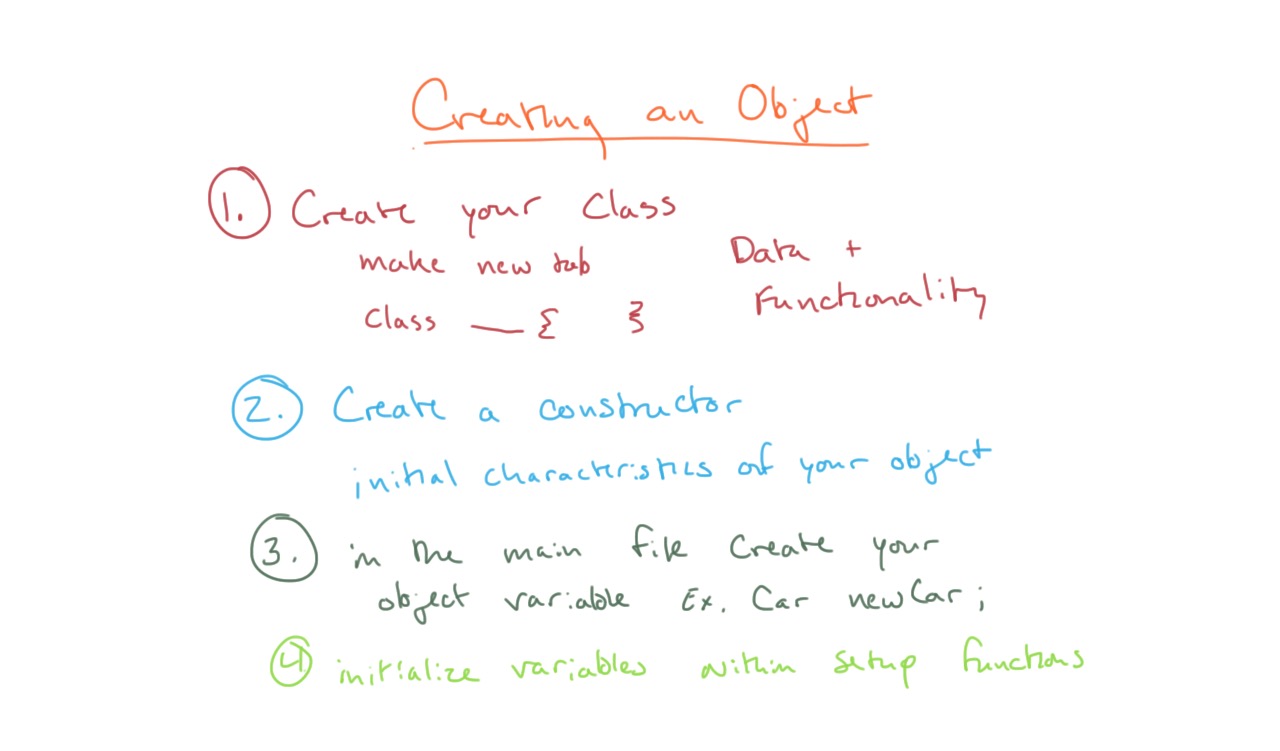 Creating an Object
1. Create your Class
make new tab
Data +
Functionality
class __ { }
2. Create a constructor
initial characteristics of your object
3. in the main file create your
object variable Ex. Car newCar;
4 initialize variables within setup functions